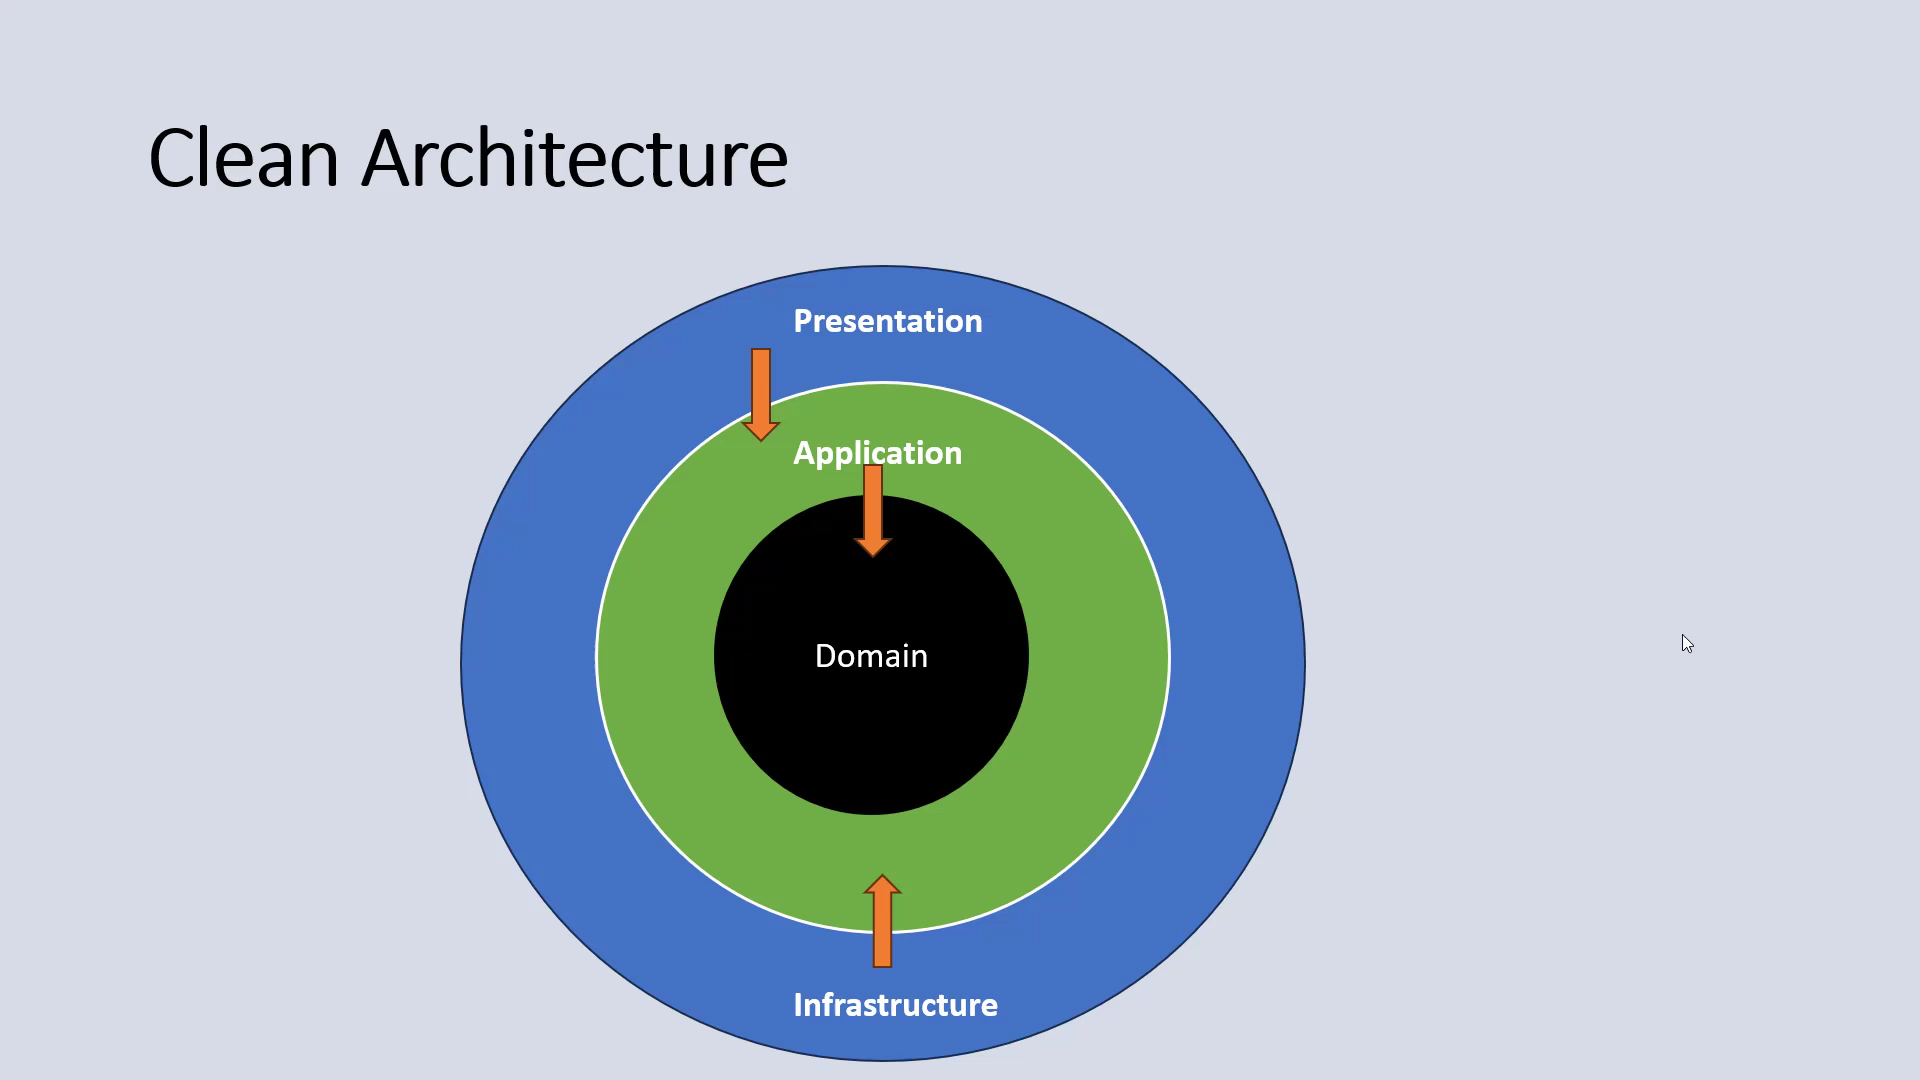 Clean Architecture
Presentation
Application
Domain
Infrastructure